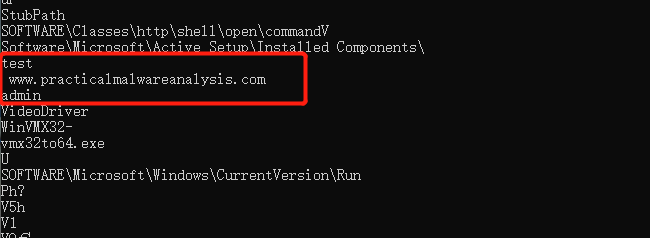 StubPath
SOFTWARE\Classes\http\shell\open\commandV
Software\Microsoft\Active Setup\Installed Components\
test
www.practicalmalwareanalysis.com
admin
VideoDriver
WinVMX32-
vmx32to64.exe
U
SOFTWARE\Microsoft\Windows\CurrentVersion\Run
Ph?
V5h
V1